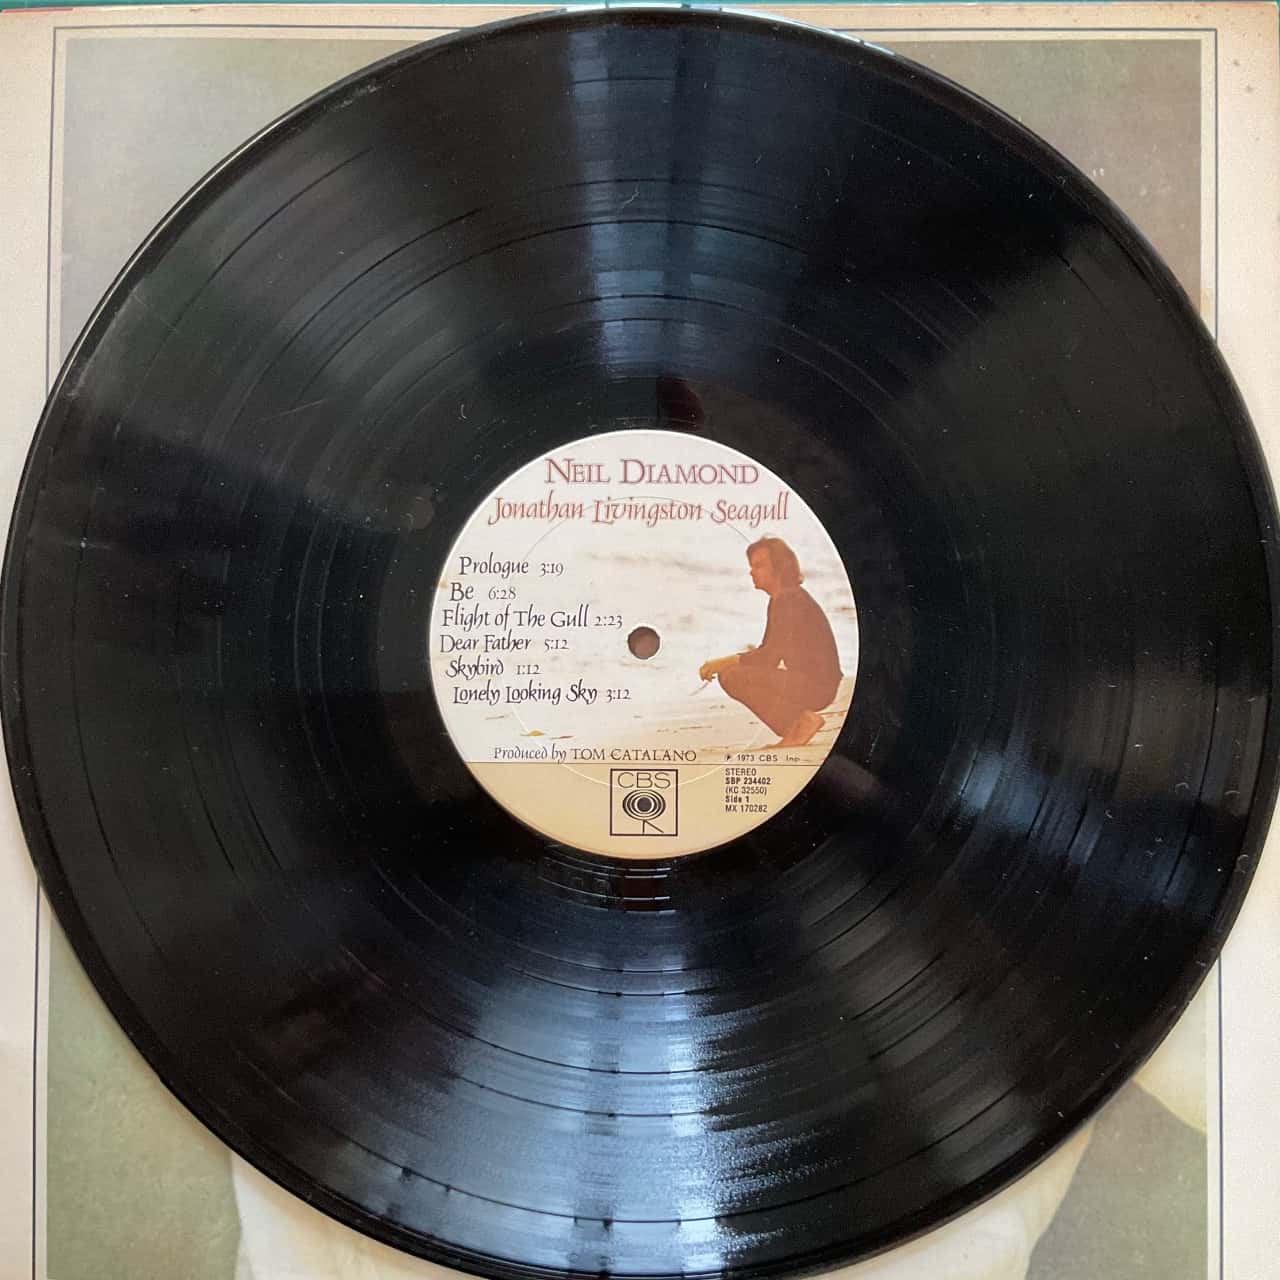 NEIL DIAMOND
Jonathan Livingston Seagull
Prologue 3:19
Be 6:28
Flight of The Gull 2:23
Dear Father 5:12
Skybird 1:12
Lonely Looking Sky 3:12
Produced by TOM CATALANO
℗ 1973 CBS Inc.
CBS
STEREO
SBP 234402
(KC 32550)
Side 1
MX 170282